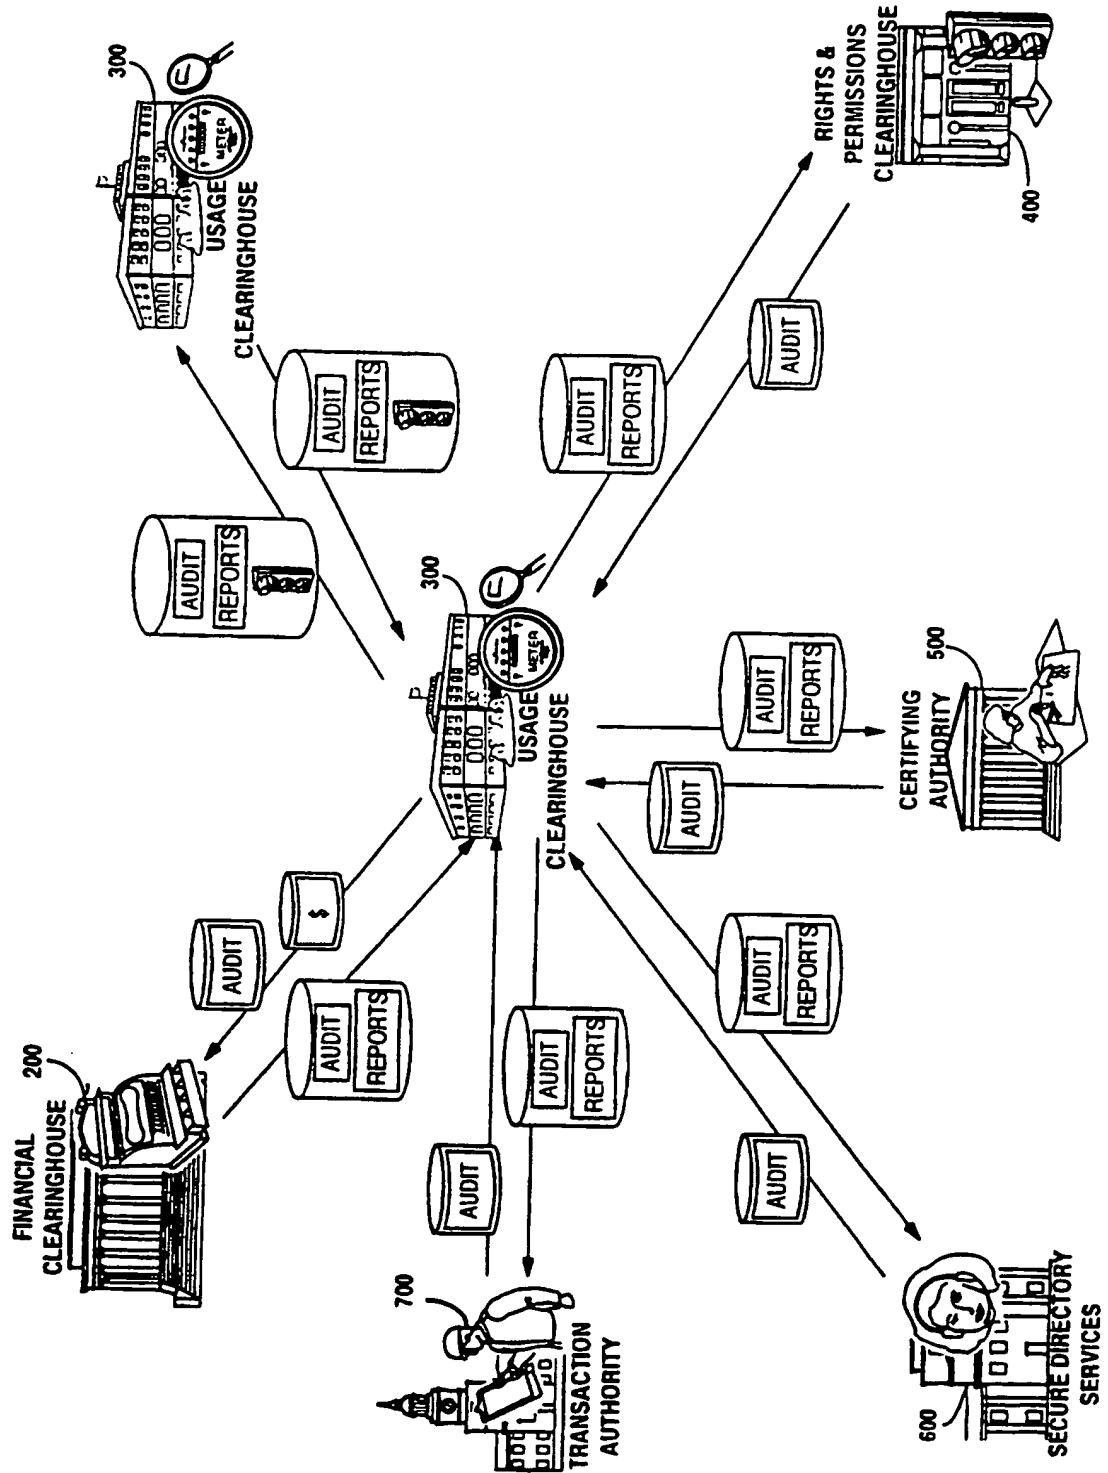 FINANCIAL
CLEARINGHOUSE
200
300
METER
USAGE
CLEARINGHOUSE
AUDIT
REPORTS
AUDIT
$
AUDIT
REPORTS
AUDIT
REPORTS
700
TRANSACTION
AUTHORITY
AUDIT
AUDIT
REPORTS
300
METER
USAGE
CLEARINGHOUSE
AUDIT
REPORTS
AUDIT
AUDIT
REPORTS
AUDIT
AUDIT
REPORTS
AUDIT
RIGHTS &
PERMISSIONS
CLEARINGHOUSE
400
600
SECURE DIRECTORY
SERVICES
CERTIFYING
AUTHORITY
500